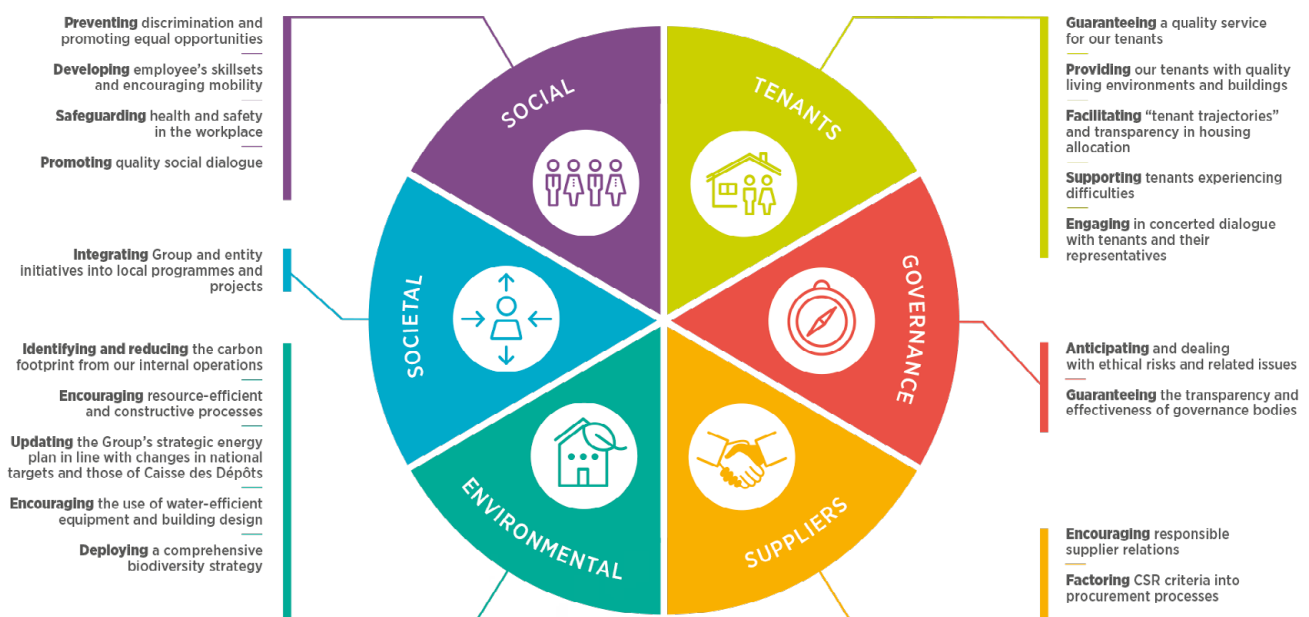 Preventing discrimination and
promoting equal opportunities
Developing employee's skillsets
and encouraging mobility
Safeguarding health and safety
in the workplace
Promoting quality social dialogue
Integrating Group and entity
initiatives into local programmes and
projects
Identifying and reducing the carbon
footprint from our internal operations
Encouraging resource-efficient
and constructive processes
Updating the Group's strategic energy
plan in line with changes in national
targets and those of Caisse des Dépôts
Encouraging the use of water-efficient
equipment and building design
Deploying a comprehensive
biodiversity strategy
SOCIAL
TENANTS
SOCIETAL
GOVERNANCE
ENVIRONMENTAL
SUPPLIERS
Guaranteeing a quality service
for our tenants
Providing our tenants with quality
living environments and buildings
Facilitating “tenant trajectories”
and transparency in housing
allocation
Supporting tenants experiencing
difficulties
Engaging in concerted dialogue
with tenants and their
representatives
Anticipating and dealing
with ethical risks and related issues
Guaranteeing the transparency and
effectiveness of governance bodies
Encouraging responsible
supplier relations
Factoring CSR criteria into
procurement processes